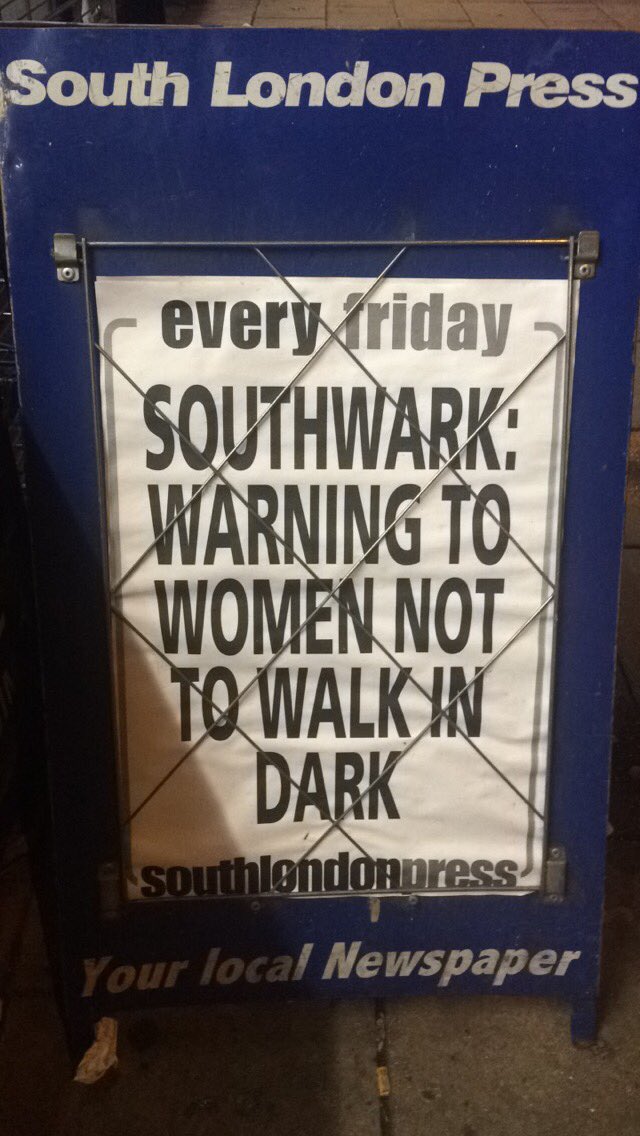 South London Press
every friday
SOUTHWARK:
WARNING TO
WOMEN NOT
TO WALK IN
DARK
southlondonpress
Your local Newspaper